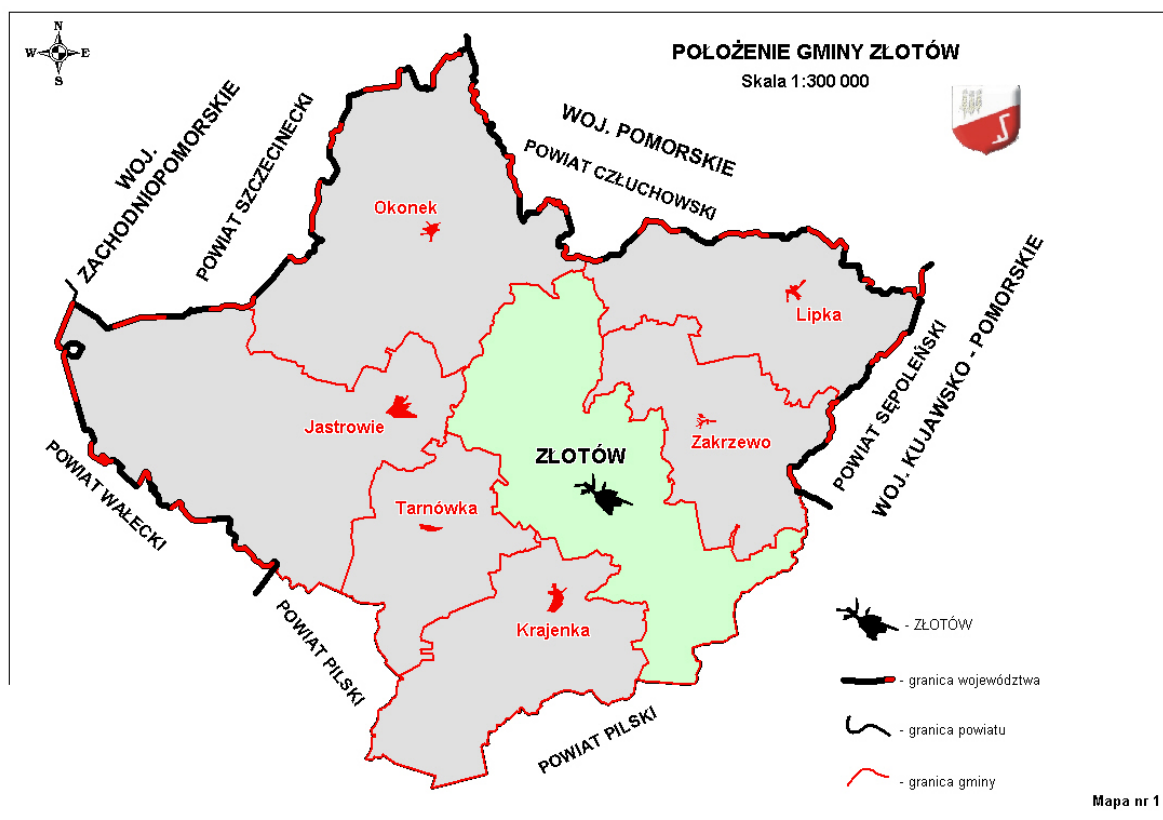 N
W E
S
POŁOŻENIE GMINY ZŁOTÓW
Skala 1:300 000
WOJ.
ZACHODNIOPOMORSKIE
POWIAT SZCZECINECKI
WOJ. POMORSKIE
POWIAT CZŁUCHOWSKI
Okonek
Lipka
WOJ. KUJAWSKO - POMORSKIE
POWIAT SĘPOLEŃSKI
Jastrowie
Zakrzewo
ZŁOTÓW
POWIAT WAŁECKI
Tarnówka
Krajenka
POWIAT PILSKI
POWIAT PILSKI
- ZŁOTÓW
- granica województwa
- granica powiatu
- granica gminy
Mapa nr 1